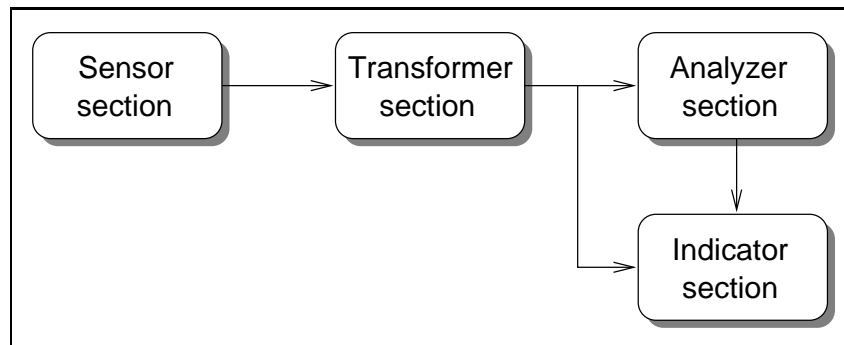 Sensor
section
Transformer
section
Analyzer
section
Indicator
section